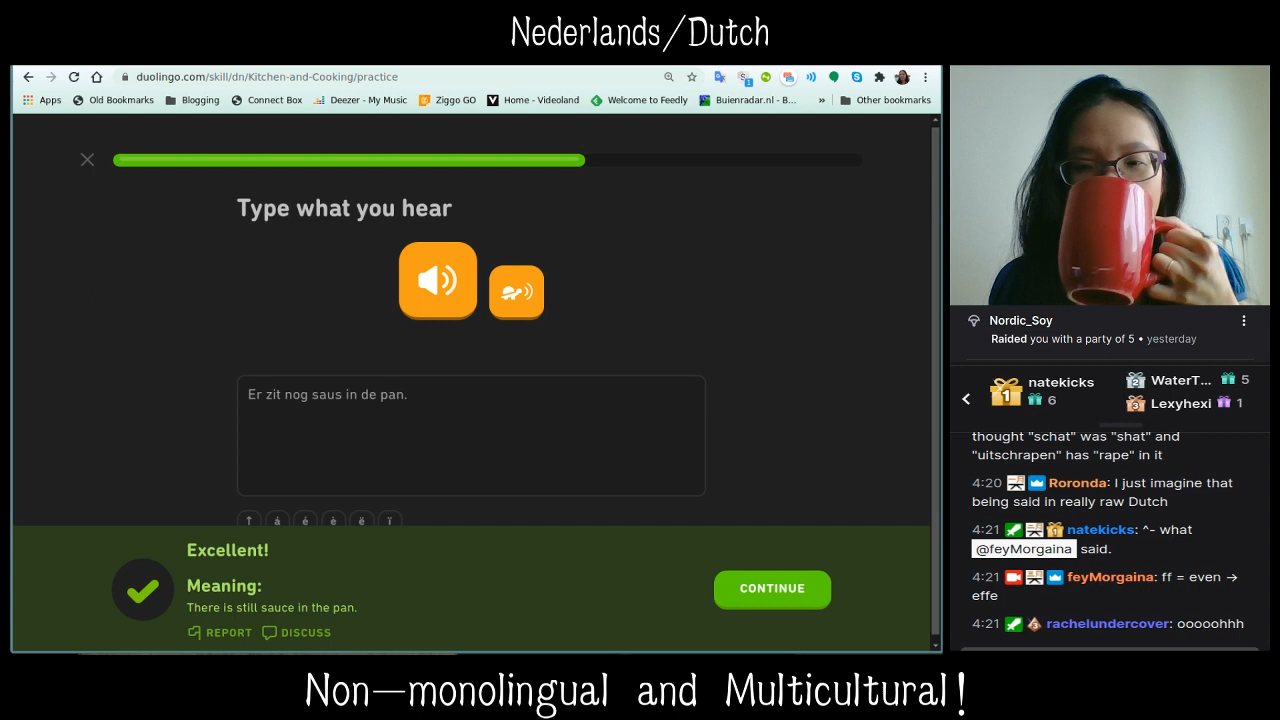 Nederlands/Dutch
duolingo.com/skill/dn/Kitchen-and-Cooking/practice
Apps Old Bookmarks Blogging Connect Box Deezer - My Music Ziggo GO Home - Videoland Welcome to Feedly Buienradar.nl - B... » Other bookmarks
Type what you hear
Er zit nog saus in de pan.
↑ á é è ë ï
Excellent!
Meaning:
There is still sauce in the pan.
REPORT DISCUSS
CONTINUE
Nordic_Soy
Raided you with a party of 5 • yesterday
natekicks
6
WaterT... 5
Lexyhexi 1
thought "schat" was "shat" and
"uitschrapen" has "rape" in it
4:20 Roronda: I just imagine that
being said in really raw Dutch
4:21 natekicks: ^- what
@feyMorgaina said.
4:21 feyMorgaina: ff = even →
effe
4:21 rachelundercover: ooooohhh
Non-monolingual and Multicultural!